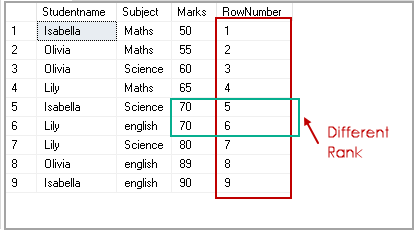 Studentname Subject Marks RowNumber
1 Isabella Maths 50 1
2 Olivia Maths 55 2
3 Olivia Science 60 3
4 Lily Maths 65 4
5 Isabella Science 70 5
6 Lily english 70 6
7 Lily Science 80 7
8 Olivia english 89 8
9 Isabella english 90 9
Different
Rank